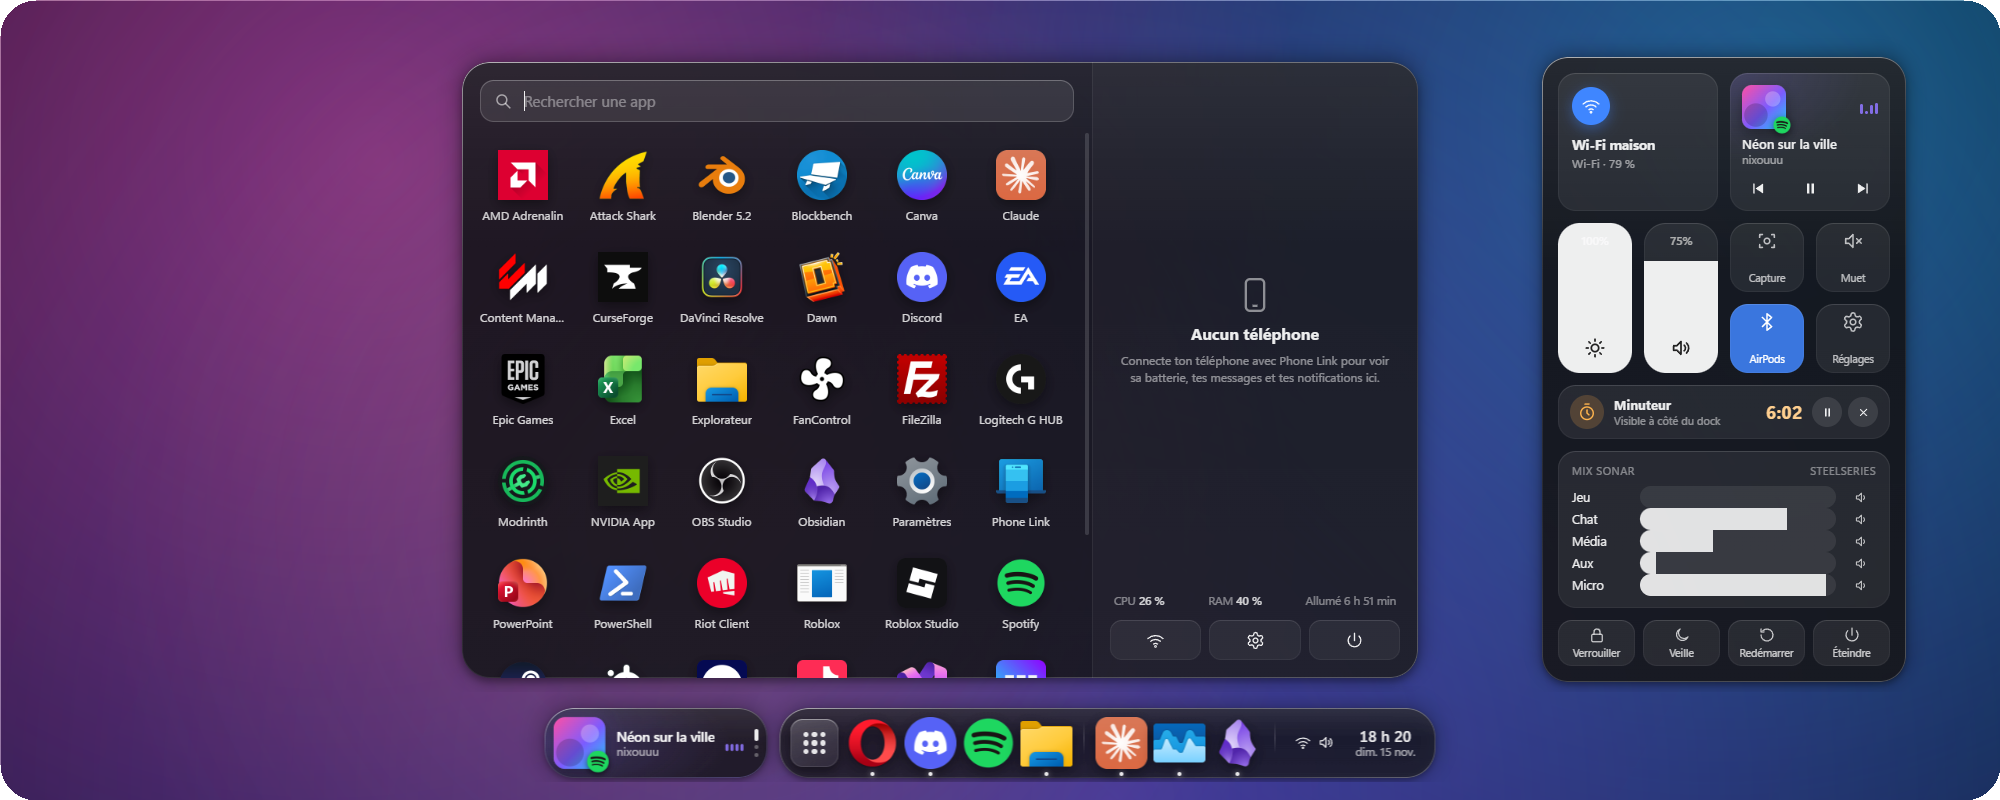 Rechercher une app
AMD Adrenalin
Attack Shark
Blender 5.2
Blockbench
Canva
Canva
Claude
Content Mana...
CurseForge
DaVinci Resolve
Dawn
Discord
EA
EA
EPIC
GAMES
Epic Games
X
Excel
Explorateur
FanControl
FZ
FileZilla
G
Logitech G HUB
Modrinth
NVIDIA App
OBS Studio
Obsidian
Paramètres
Phone Link
P
PowerPoint
PowerShell
Riot Client
Roblox
Roblox Studio
Spotify
Aucun téléphone
Connecte ton téléphone avec Phone Link pour voir
sa batterie, tes messages et tes notifications ici.
CPU 26 %
RAM 40 %
Allumé 6 h 51 min
Wi-Fi maison
Wi-Fi · 79 %
Néon sur la ville
nixouuu
100%
75%
Capture
Muet
AirPods
Réglages
Minuteur
Visible à côté du dock
6:02
MIX SONAR
STEELSERIES
Jeu
Chat
Média
Aux
Micro
Verrouiller
Veille
Redémarrer
Éteindre
Néon sur la ville
nixouuu
18 h 20
dim. 15 nov.